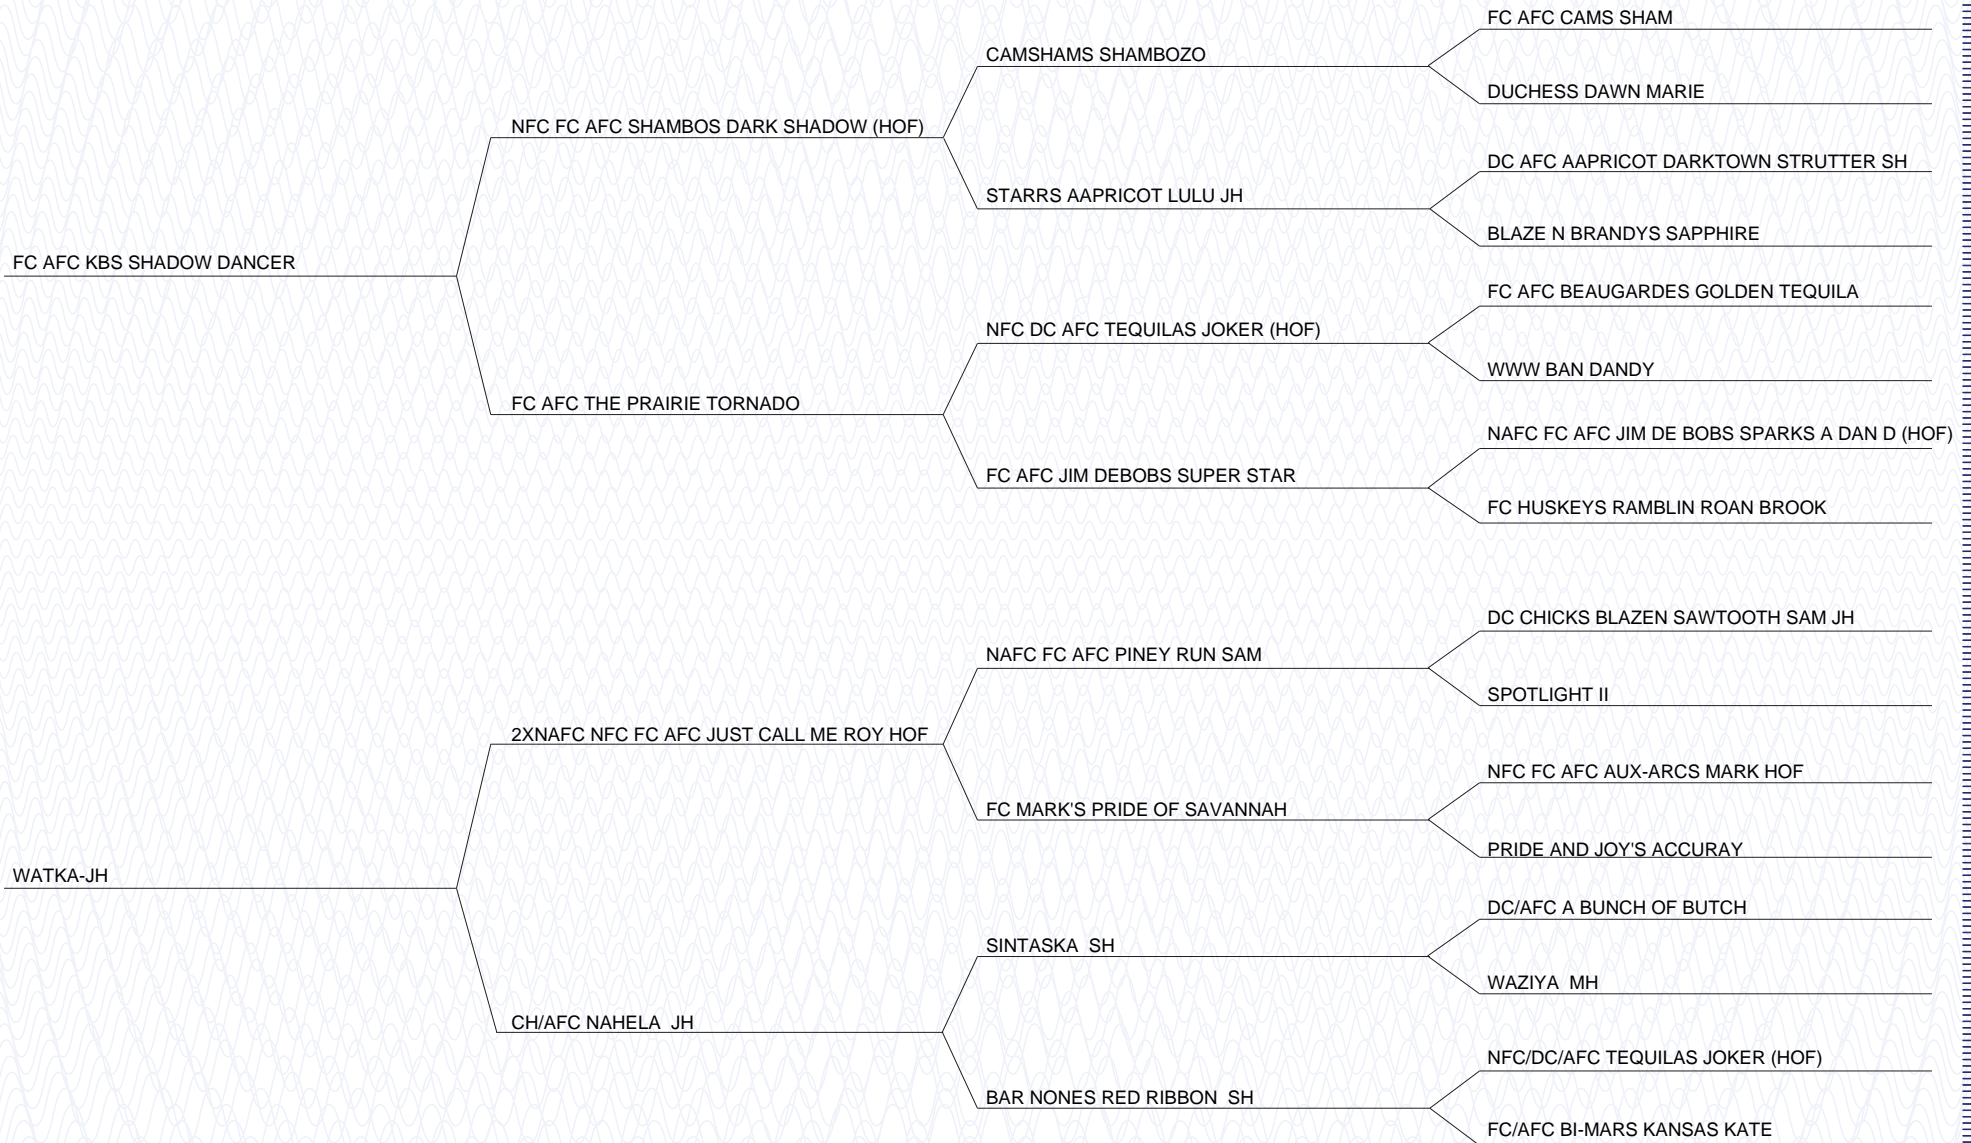 FC AFC CAMS SHAM
CAMSHAMS SHAMBOZO
DUCHESS DAWN MARIE
NFC FC AFC SHAMBOS DARK SHADOW (HOF)
DC AFC AAPRICOT DARKTOWN STRUTTER SH
STARRS AAPRICOT LULU JH
BLAZE N BRANDYS SAPPHIRE
FC AFC KBS SHADOW DANCER
FC AFC BEAUGARDES GOLDEN TEQUILA
NFC DC AFC TEQUILAS JOKER (HOF)
WWW BAN DANDY
FC AFC THE PRAIRIE TORNADO
NAFC FC AFC JIM DE BOBS SPARKS A DAN D (HOF)
FC AFC JIM DEBOBS SUPER STAR
FC HUSKEYS RAMBLIN ROAN BROOK
DC CHICKS BLAZEN SAWTOOTH SAM JH
NAFC FC AFC PINEY RUN SAM
SPOTLIGHT II
2XNAFC NFC FC AFC JUST CALL ME ROY HOF
NFC FC AFC AUX-ARCS MARK HOF
FC MARK'S PRIDE OF SAVANNAH
PRIDE AND JOY'S ACCURAY
WATKA-JH
DC/AFC A BUNCH OF BUTCH
SINTASKA  SH
WAZIYA  MH
CH/AFC NAHELA  JH
NFC/DC/AFC TEQUILAS JOKER (HOF)
BAR NONES RED RIBBON  SH
FC/AFC BI-MARS KANSAS KATE